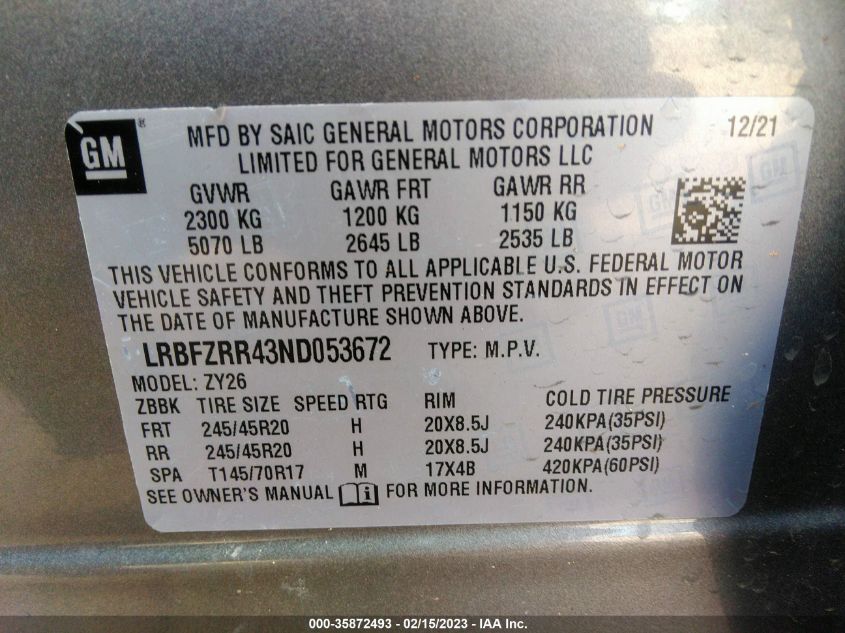 GM ®
MFD BY SAIC GENERAL MOTORS CORPORATION 12/21
LIMITED FOR GENERAL MOTORS LLC
GVWR GAWR FRT GAWR RR
2300 KG 1200 KG 1150 KG
5070 LB 2645 LB 2535 LB
THIS VEHICLE CONFORMS TO ALL APPLICABLE U.S. FEDERAL MOTOR
VEHICLE SAFETY AND THEFT PREVENTION STANDARDS IN EFFECT ON
THE DATE OF MANUFACTURE SHOWN ABOVE.
LRBFZRR43ND053672 TYPE: M.P.V.
MODEL: ZY26
ZBBK TIRE SIZE SPEED RTG RIM COLD TIRE PRESSURE
FRT 245/45R20 H 20X8.5J 240KPA(35PSI)
RR 245/45R20 H 20X8.5J 240KPA(35PSI)
SPA T145/70R17 M 17X4B 420KPA(60PSI)
SEE OWNER'S MANUAL i FOR MORE INFORMATION.
000-35872493 - 02/15/2023 - IAA Inc.